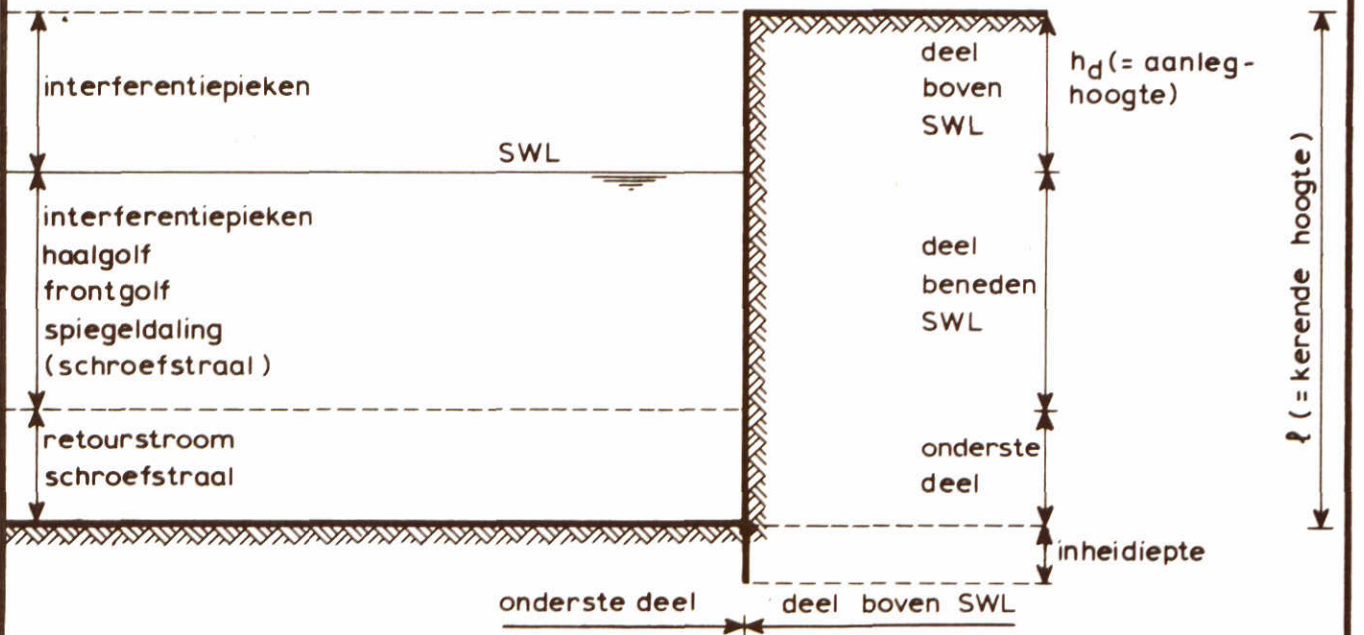 interferentiepieken
SWL
interferentiepieken
haalgolf
frontgolf
spiegeldaling
(schroefstraal)
retourstroom
schroefstraal
deel
boven
SWL
hd (= aanleg-
hoogte)
deel
beneden
SWL
onderste
deel
inheidiepte
ℓ (= kerende hoogte)
onderste deel
deel boven SWL